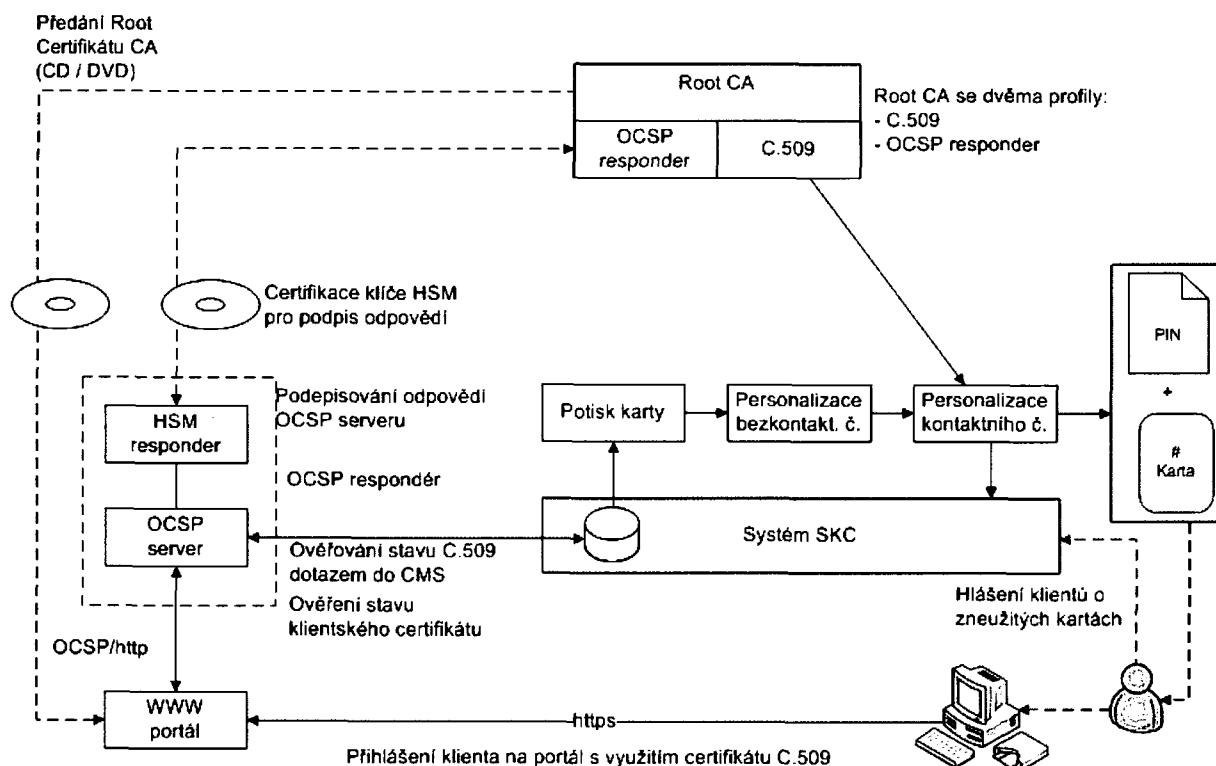 Předání Root
Certifikátu CA
(CD / DVD)
Root CA
OCSP
responder
C.509
Root CA se dvěma profily:
- C.509
- OCSP responder
Certifikace klíče HSM
pro podpis odpovědí
PIN
+
#
Karta
Podepisování odpovědí
OCSP serveru
HSM
responder
OCSP respondér
Potisk karty
Personalizace
bezkontakt. č.
Personalizace
kontaktního č.
OCSP
server
Systém SKC
Ověřování stavu C.509
dotazem do CMS
Ověření stavu
klientského certifikátu
Hlášení klientů o
zneužitých kartách
OCSP/http
WWW
portál
https
Přihlášení klienta na portál s využitím certifikátu C.509